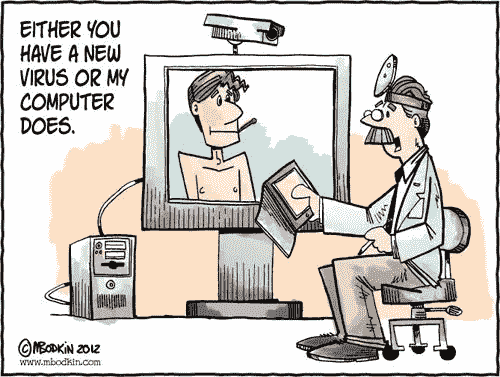 EITHER YOU
HAVE A NEW
VIRUS OR MY
COMPUTER
DOES.
©MBODKIN 2012
www.mbodkin.com